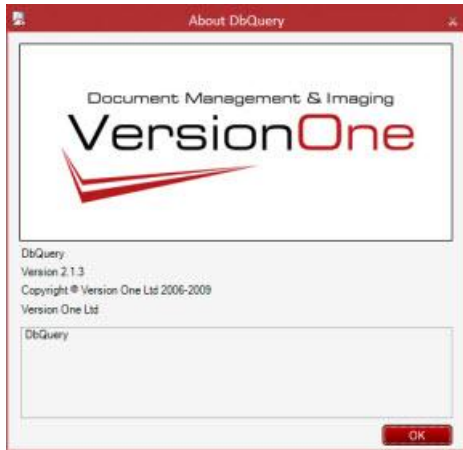 About DbQuery
Document Management & Imaging
VersionOne
DbQuery
Version 2.1.3
Copyright © Version One Ltd 2006-2009
Version One Ltd
DbQuery
OK